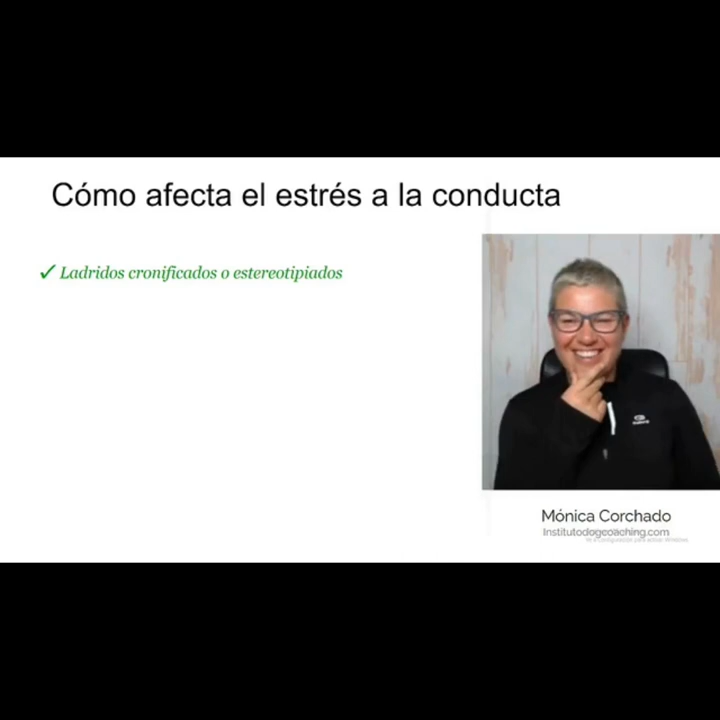 Cómo afecta el estrés a la conducta
✓ Ladridos cronificados o estereotipiados
Mónica Corchado
Institutodogcoaching.com